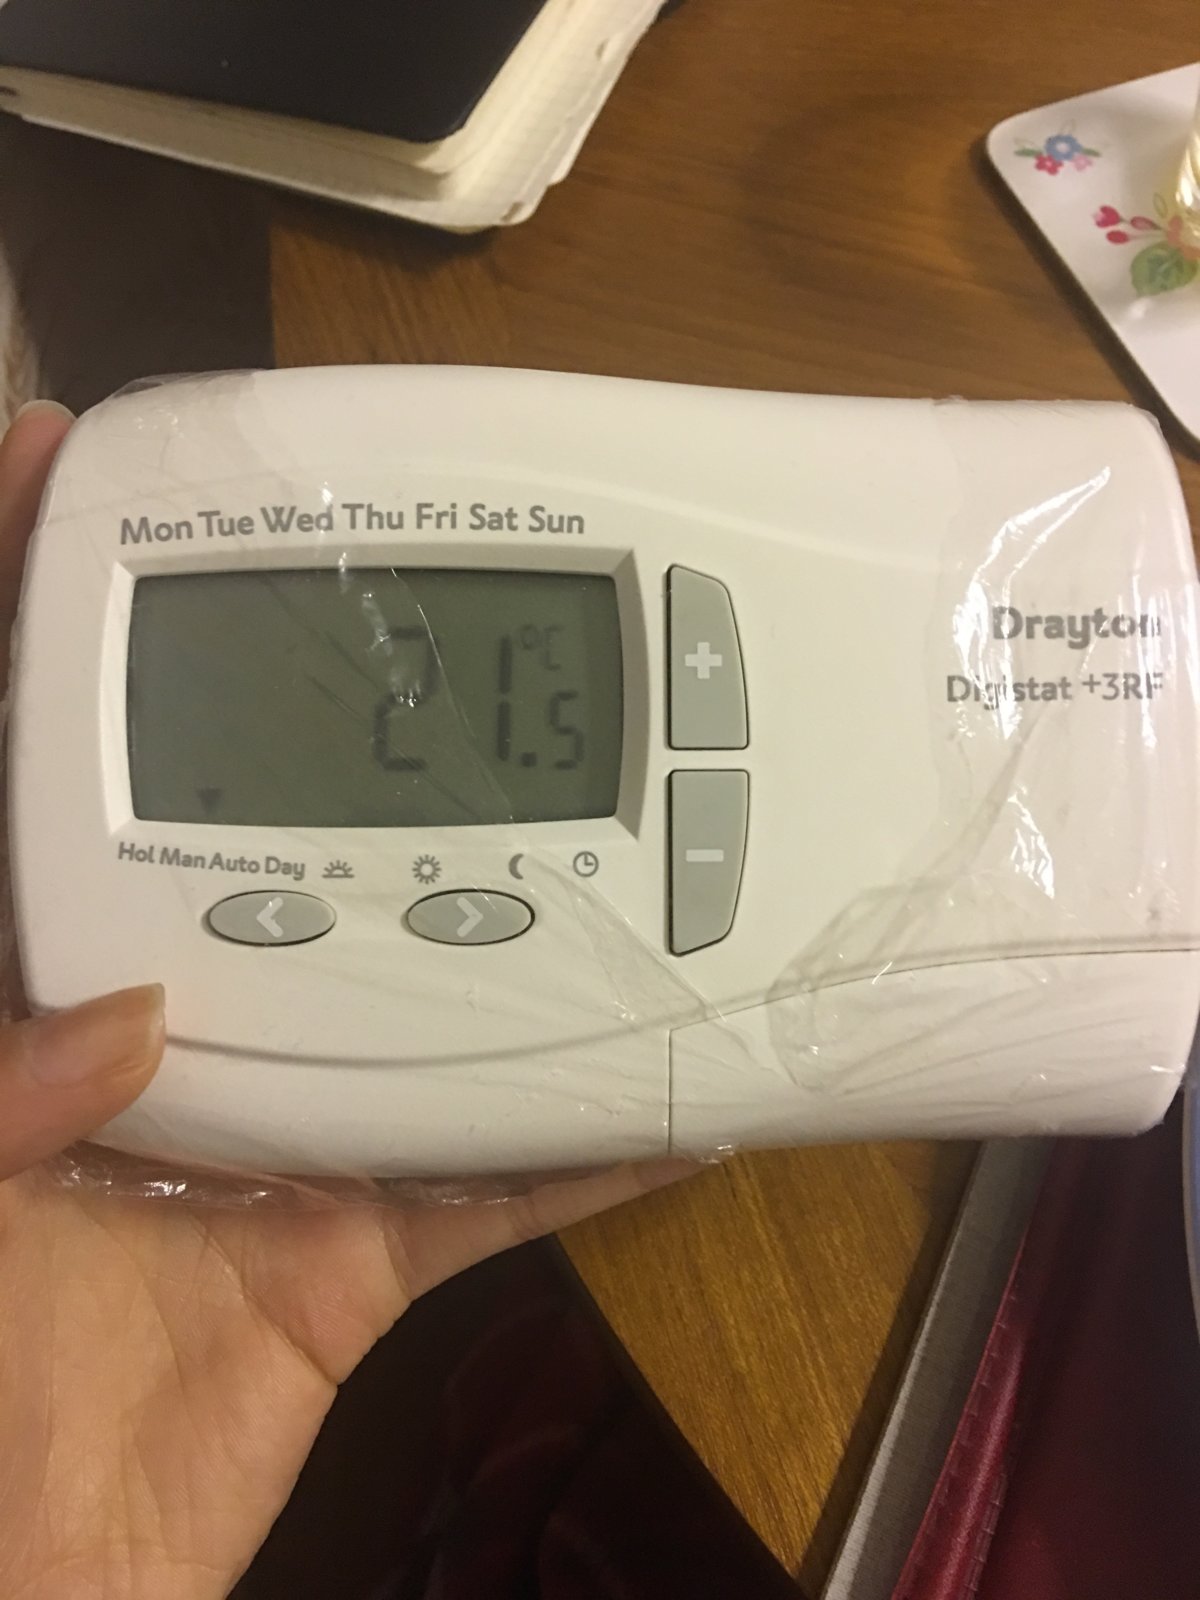 Mon Tue Wed Thu Fri Sat Sun
21.5°C
Hol Man Auto Day
+
-
< >
Drayton
Digistat +3RF